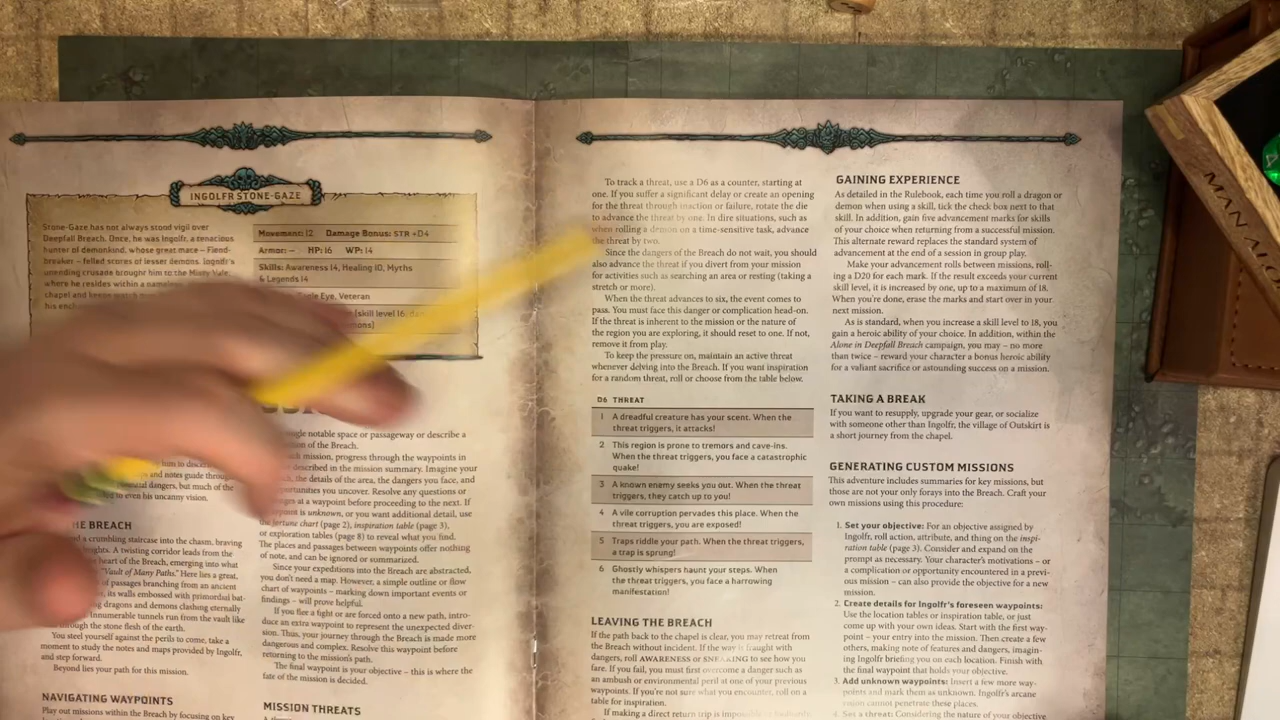 INGOLFR STONE-GAZE
Stone-Gaze has not always stood vigil over
Deepfall Breach. Once, he was Ingolfr, a tenacious
hunter of demonkind, whose great mace – Fiend-
breaker – felled scores of lesser demons. Ingolfr's
unending crusade brought him to the Misty Vale,
where he resides within a nameless
chapel and keeps watch
his
Movement: 12 Damage Bonus: STR +D4
Armor: – HP: 16 WP: 14
Skills: Awareness 14, Healing 10, Myths
& Legends 14
Eagle Eye, Veteran
(skill level 16,
and notes guide through
dangers, but much of the
to even his uncanny vision.
THE BREACH
a crumbling staircase into the chasm, braving
A twisting corridor leads from the
heart of the Breach, emerging into what
"Vault of Many Paths." Here lies a great,
of passages branching from an ancient
its walls embossed with primordial bat-
dragons and demons clashing eternally
Innumerable tunnels run from the vault like
through the stone flesh of the earth.
You steel yourself against the perils to come, take a
moment to study the notes and maps provided by Ingolfr,
and step forward.
Beyond lies your path for this mission.
NAVIGATING WAYPOINTS
Play out missions within the Breach by focusing on key
single notable space or passageway or describe a
of the Breach.
mission, progress through the waypoints in
described in the mission summary. Imagine your
the details of the area, the dangers you face, and
opportunities you uncover. Resolve any questions or
at a waypoint before proceeding to the next. If
is unknown, or you want additional detail, use
the fortune chart (page 2), inspiration table (page 3),
or exploration tables (page 8) to reveal what you find.
The places and passages between waypoints offer nothing
of note, and can be ignored or summarized.
Since your expeditions into the Breach are abstracted,
you don't need a map. However, a simple outline or flow
chart of waypoints – marking down important events or
findings – will prove helpful.
If you flee a fight or are forced onto a new path, intro-
duce an extra waypoint to represent the unexpected diver-
sion. Thus, your journey through the Breach is made more
dangerous and complex. Resolve this waypoint before
returning to the mission's path.
The final waypoint is your objective – this is where the
fate of the mission is decided.
MISSION THREATS
To track a threat, use a D6 as a counter, starting at
one. If you suffer a significant delay or create an opening
for the threat through inaction or failure, rotate the die
to advance the threat by one. In dire situations, such as
when rolling a demon on a time-sensitive task, advance
the threat by two.
Since the dangers of the Breach do not wait, you should
also advance the threat if you divert from your mission
for activities such as searching an area or resting (taking a
stretch or more).
When the threat advances to six, the event comes to
pass. You must face this danger or complication head-on.
If the threat is inherent to the mission or the nature of
the region you are exploring, it should reset to one. If not,
remove it from play.
To keep the pressure on, maintain an active threat
whenever delving into the Breach. If you want inspiration
for a random threat, roll or choose from the table below.
D6 THREAT
1 A dreadful creature has your scent. When the
threat triggers, it attacks!
2 This region is prone to tremors and cave-ins.
When the threat triggers, you face a catastrophic
quake!
3 A known enemy seeks you out. When the threat
triggers, they catch up to you!
4 A vile corruption pervades this place. When the
threat triggers, you are exposed!
5 Traps riddle your path. When the threat triggers,
a trap is sprung!
6 Ghostly whispers haunt your steps. When
the threat triggers, you face a harrowing
manifestation!
LEAVING THE BREACH
If the path back to the chapel is clear, you may retreat from
the Breach without incident. If the way is fraught with
dangers, roll AWARENESS or SNEAKING to see how you
fare. If you fail, you must first overcome a danger such as
an ambush or environmental peril at one of your previous
waypoints. If you're not sure what you encounter, roll on a
table for inspiration.
If making a direct return trip is impossible
GAINING EXPERIENCE
As detailed in the Rulebook, each time you roll a dragon or
demon when using a skill, tick the check box next to that
skill. In addition, gain five advancement marks for skills
of your choice when returning from a successful mission.
This alternate reward replaces the standard system of
advancement at the end of a session in group play.
Make your advancement rolls between missions, roll-
ing a D20 for each mark. If the result exceeds your current
skill level, it is increased by one, up to a maximum of 18.
When you're done, erase the marks and start over in your
next mission.
As is standard, when you increase a skill to 18, you
gain a heroic ability of your choice. In addition, within the
Alone in Deepfall Breach campaign, you may – no more
than twice – reward your character a bonus heroic ability
for a valiant sacrifice or astounding success on a mission.
TAKING A BREAK
If you want to resupply, upgrade your gear, or socialize
with someone other than Ingolfr, the village of Outskirt is
a short journey from the chapel.
GENERATING CUSTOM MISSIONS
This adventure includes summaries for key missions, but
those are not your only forays into the Breach. Craft your
own missions using this procedure:
1. Set your objective: For an objective assigned by
Ingolfr, roll action, attribute, and thing on the inspi-
ration table (page 3). Consider and expand on the
prompt as necessary. Your character's motivations – or
a complication or opportunity encountered in a previ-
ous mission – can also provide the objective for a new
mission.
2. Create details for Ingolfr's foreseen waypoints:
Use the location tables or inspiration table, or just
come up with your own ideas. Start with the first way-
point – your entry into the mission. Then create a few
others, making note of features and dangers, imagin-
ing Ingolfr briefing you on each location. Finish with
the final waypoint that holds your objective.
3. Add unknown waypoints: Insert a few more way-
points and mark them as unknown. Ingolfr's arcane
vision cannot penetrate these places.
4. Set a threat: Considering the nature of your objective